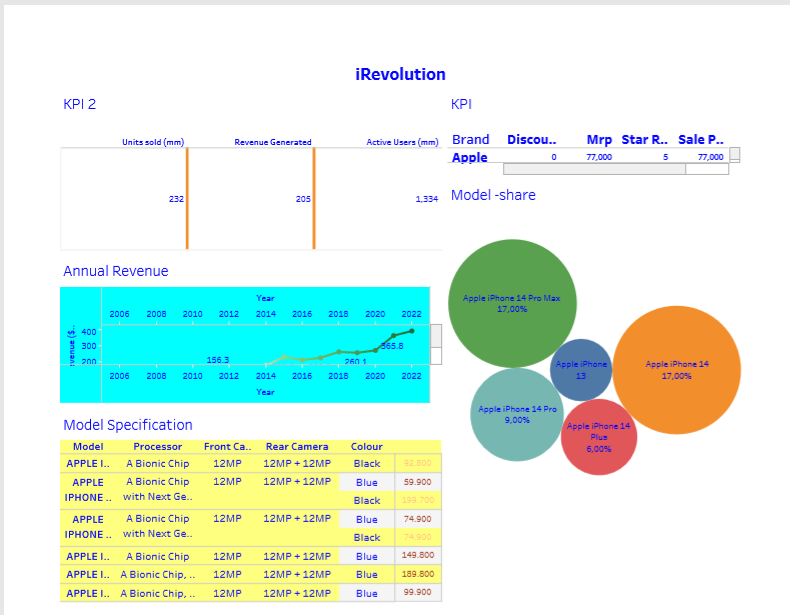 iRevolution
KPI 2
Units sold (mm) Revenue Generated Active Users (mm)
232 205 1,334
KPI
Brand Discou.. Mrp Star R.. Sale P..
Apple 0 77,000 5 77,000
Annual Revenue
Year
2006 2008 2010 2012 2014 2016 2018 2020 2022
venue ($..
400
300
200
156.3 260.1 365.8
2006 2008 2010 2012 2014 2016 2018 2020 2022
Year
Model -share
Apple iPhone 14 Pro Max
17,00%
Apple iPhone
13
Apple iPhone 14
17,00%
Apple iPhone 14 Pro
9,00%
Apple iPhone 14
Plus
6,00%
Model Specification
Model Processor Front Ca.. Rear Camera Colour
APPLE I.. A Bionic Chip 12MP 12MP + 12MP Black 92.800
APPLE A Bionic Chip 12MP 12MP + 12MP Blue 59.900
IPHONE .. with Next Ge.. Black 199.700
APPLE A Bionic Chip 12MP 12MP + 12MP Blue 74.900
IPHONE .. with Next Ge.. Black 74.900
APPLE I.. A Bionic Chip 12MP 12MP + 12MP Blue 149.800
APPLE I.. A Bionic Chip, .. 12MP 12MP + 12MP Blue 189.800
APPLE I.. A Bionic Chip, .. 12MP 12MP + 12MP Blue 99.900